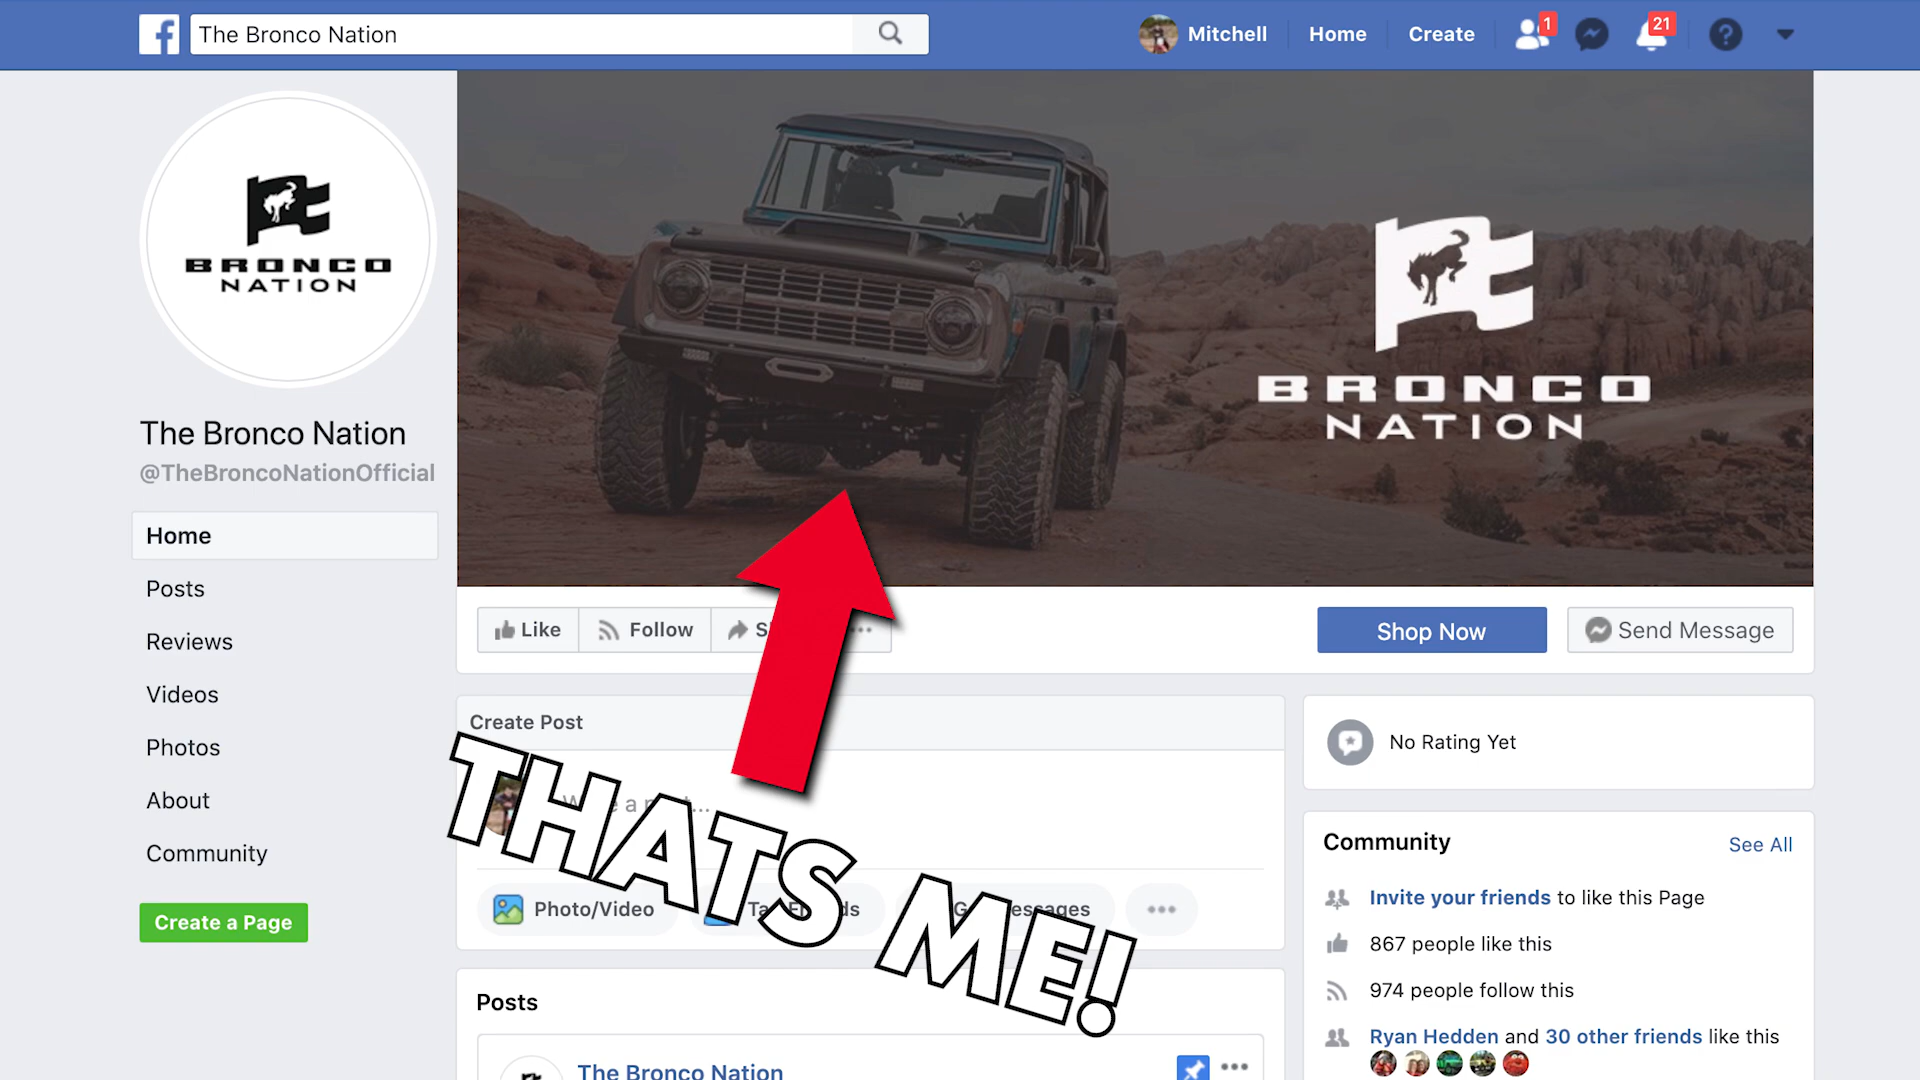 The Bronco Nation
Mitchell
Home
Create
1
21
?
BRONCO
NATION
BRONCO
NATION
The Bronco Nation
@TheBroncoNationOfficial
Home
Posts
Reviews
Videos
Photos
About
Community
Create a Page
Like
Follow
Shop Now
Send Message
Create Post
THATS ME!
Photo/Video
No Rating Yet
Community
See All
Invite your friends to like this Page
867 people like this
974 people follow this
Ryan Hedden and 30 other friends like this
Posts
The Bronco Nation